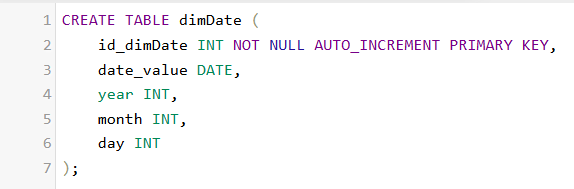 1 CREATE TABLE dimDate (
2     id_dimDate INT NOT NULL AUTO_INCREMENT PRIMARY KEY,
3     date_value DATE,
4     year INT,
5     month INT,
6     day INT
7 );